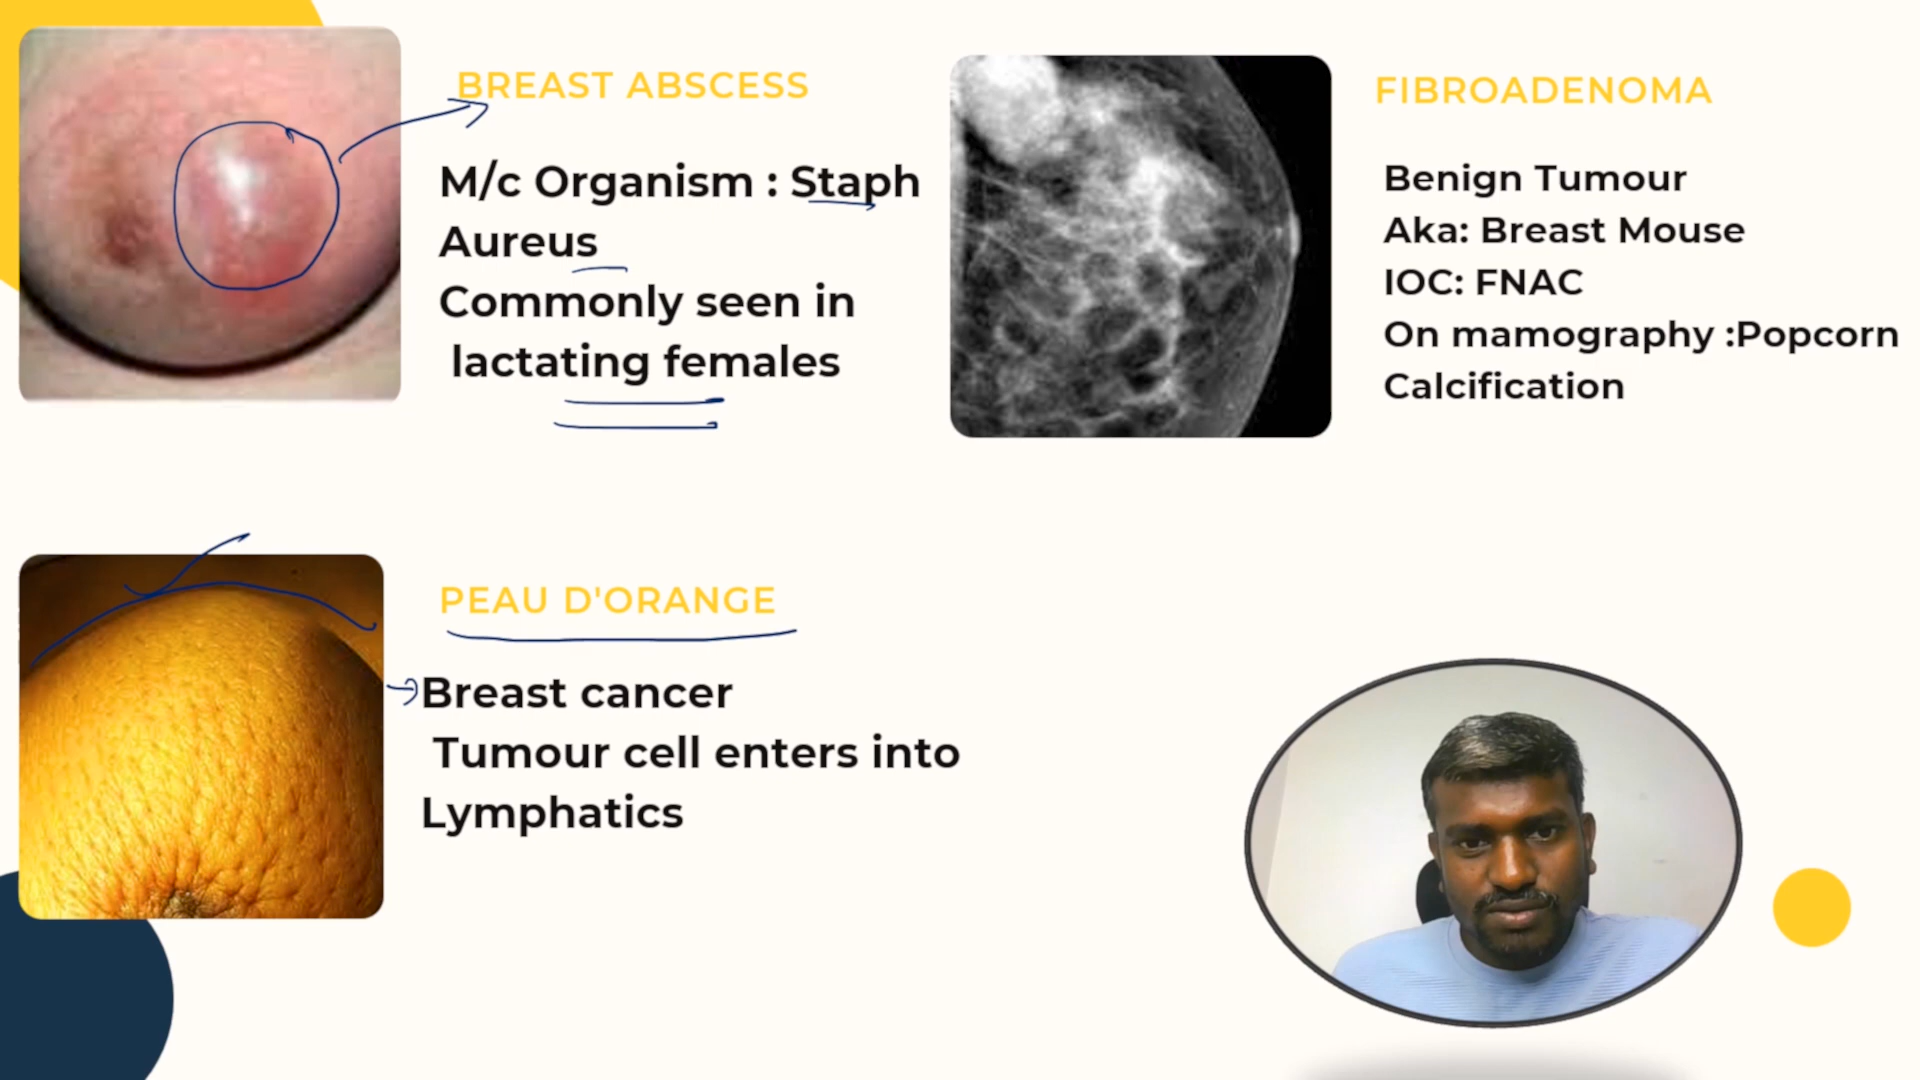 BREAST ABSCESS
M/c Organism : Staph
Aureus
Commonly seen in
lactating females
FIBROADENOMA
Benign Tumour
Aka: Breast Mouse
IOC: FNAC
On mamography :Popcorn
Calcification
PEAU D'ORANGE
Breast cancer
Tumour cell enters into
Lymphatics